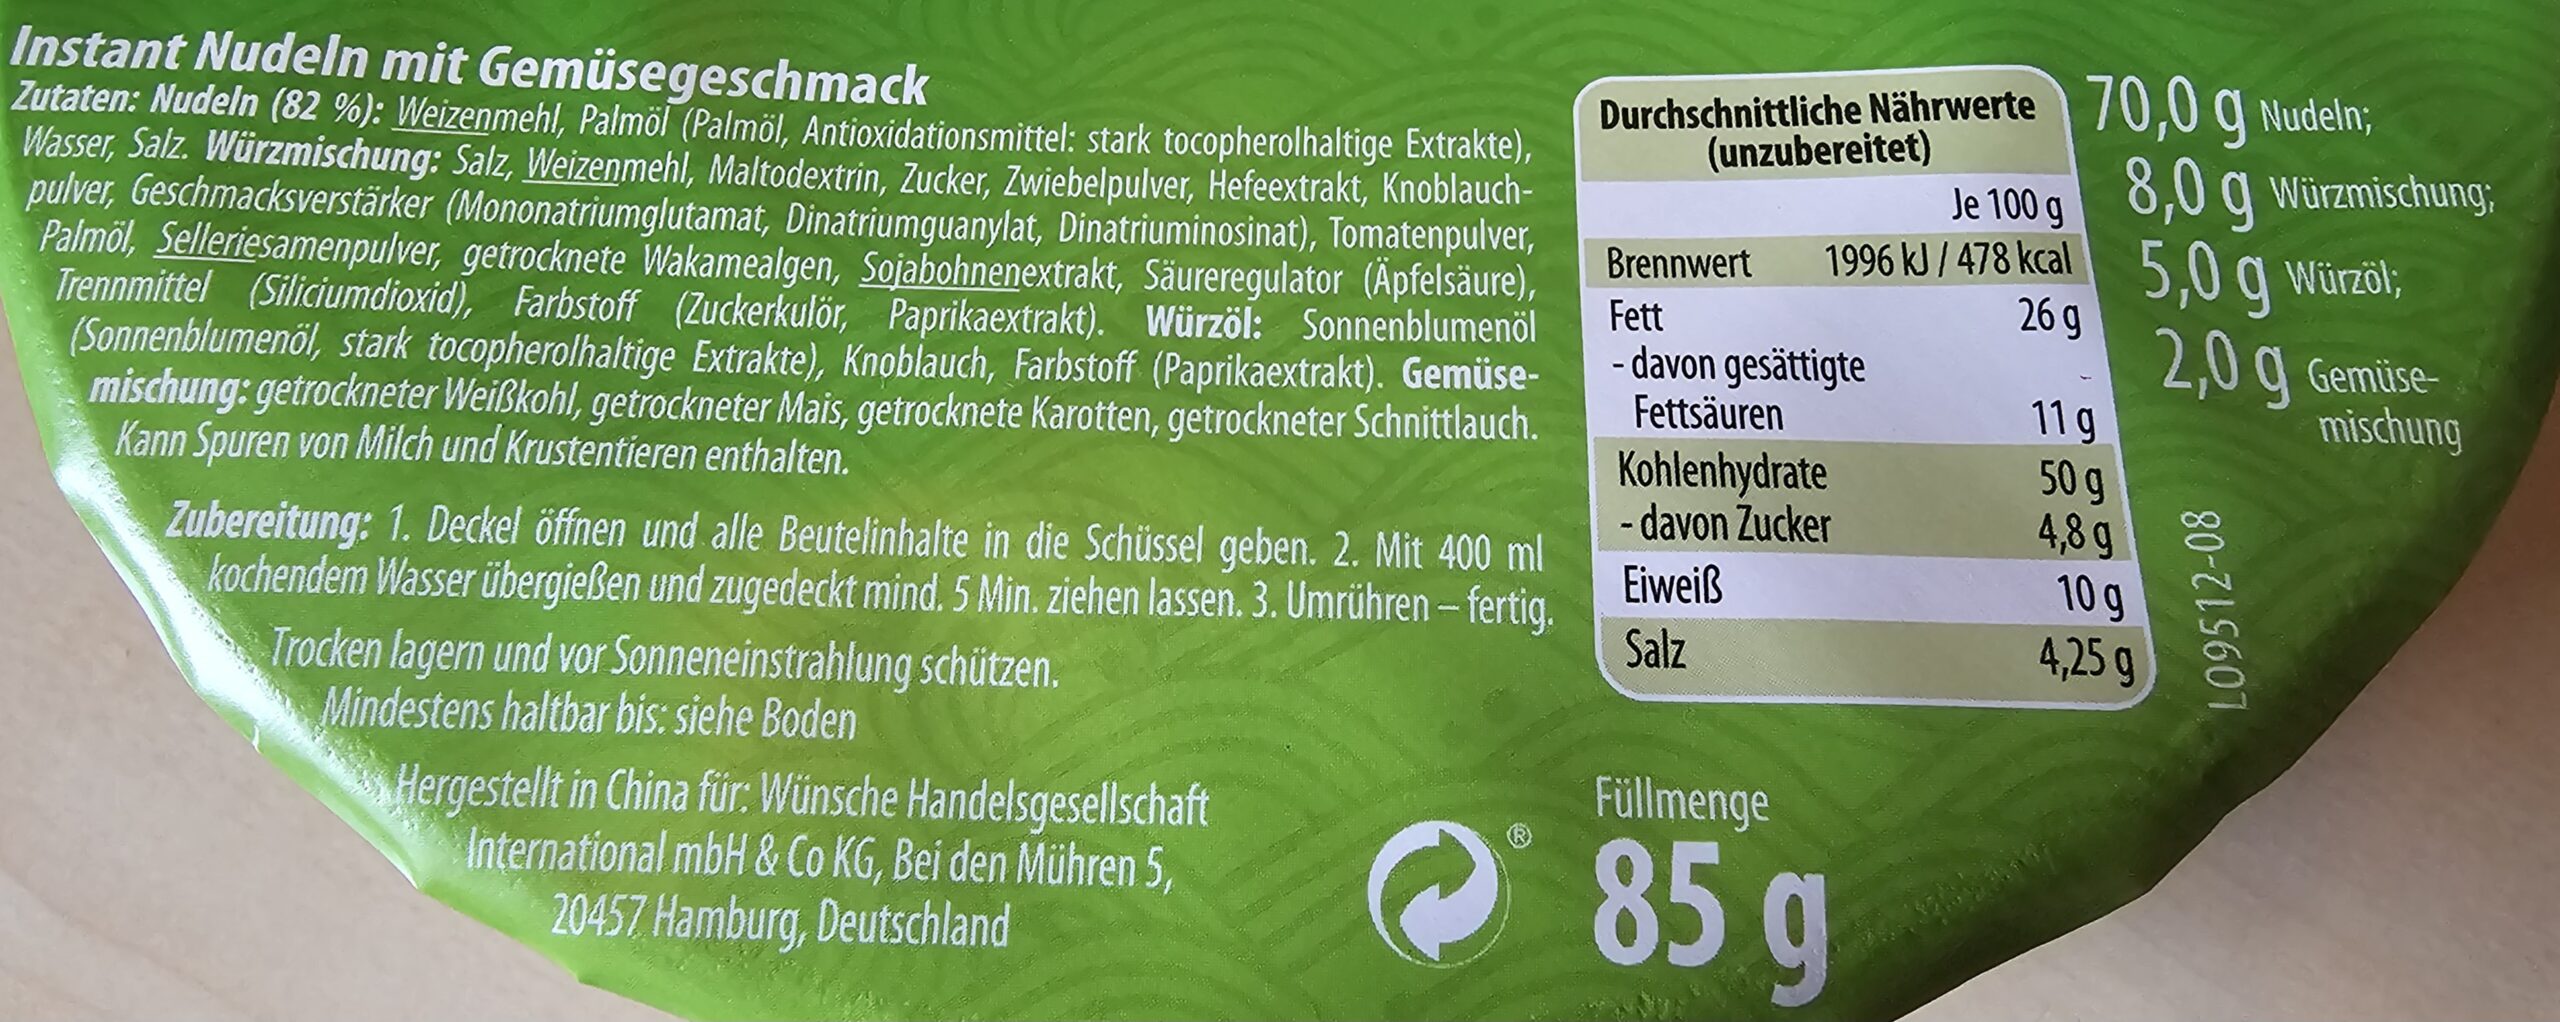 Instant Nudeln mit Gemüsegeschmack
Zutaten: Nudeln (82 %): Weizenmehl, Palmöl (Palmöl, Antioxidationsmittel: stark tocopherolhaltige Extrakte),
Wasser, Salz. Würzmischung: Salz, Weizenmehl, Maltodextrin, Zucker, Zwiebelpulver, Hefeextrakt, Knoblauch-
pulver, Geschmacksverstärker (Mononatriumglutamat, Dinatriumguanylat, Dinatriuminosinat), Tomatenpulver,
Palmöl, Selleriesamenpulver, getrocknete Wakamealgen, Sojabohnenextrakt, Säureregulator (Äpfelsäure),
Trennmittel (Siliciumdioxid), Farbstoff (Zuckerkulör, Paprikaextrakt). Würzöl: Sonnenblumenöl
(Sonnenblumenöl, stark tocopherolhaltige Extrakte), Knoblauch, Farbstoff (Paprikaextrakt). Gemüse-
mischung: getrockneter Weißkohl, getrockneter Mais, getrocknete Karotten, getrockneter Schnittlauch.
Kann Spuren von Milch und Krustentieren enthalten.
Zubereitung: 1. Deckel öffnen und alle Beutelinhalte in die Schüssel geben. 2. Mit 400 ml
kochendem Wasser übergießen und zugedeckt mind. 5 Min. ziehen lassen. 3. Umrühren – fertig.
Trocken lagern und vor Sonneneinstrahlung schützen.
Mindestens haltbar bis: siehe Boden
Hergestellt in China für: Wünsche Handelsgesellschaft
International mbH & Co KG, Bei den Mühren 5,
20457 Hamburg, Deutschland
®
Durchschnittliche Nährwerte
(unzubereitet)
Je 100 g
Brennwert 1996 kJ / 478 kcal
Fett 26 g
- davon gesättigte
Fettsäuren 11 g
Kohlenhydrate 50 g
- davon Zucker 4,8 g
Eiweiß 10 g
Salz 4,25 g
Füllmenge
85 g
70,0 g Nudeln;
8,0 g Würzmischung;
5,0 g Würzöl;
2,0 g Gemüse-
mischung
L09512-08